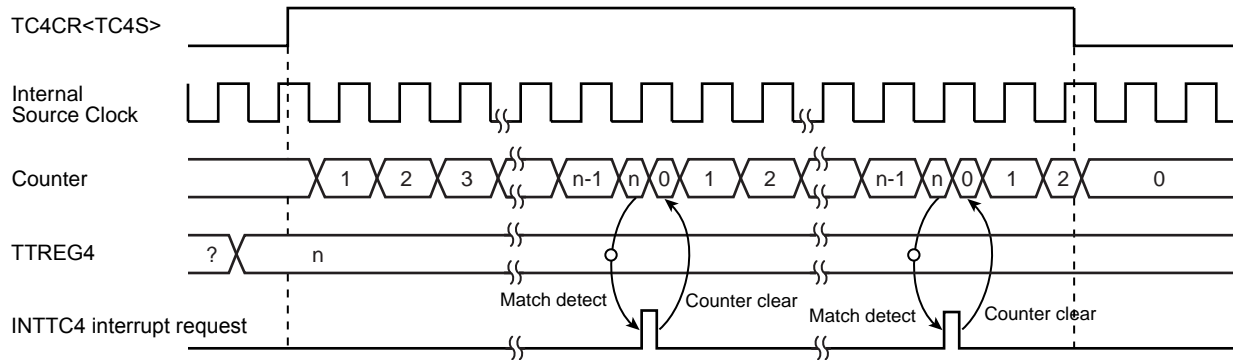 TC4CR<TC4S>
Internal
Source Clock
Counter
1 2 3 n-1 n 0 1 2 n-1 n 0 1 2 0
TTREG4
? n
Match detect Counter clear Match detect Counter clear
INTTC4 interrupt request